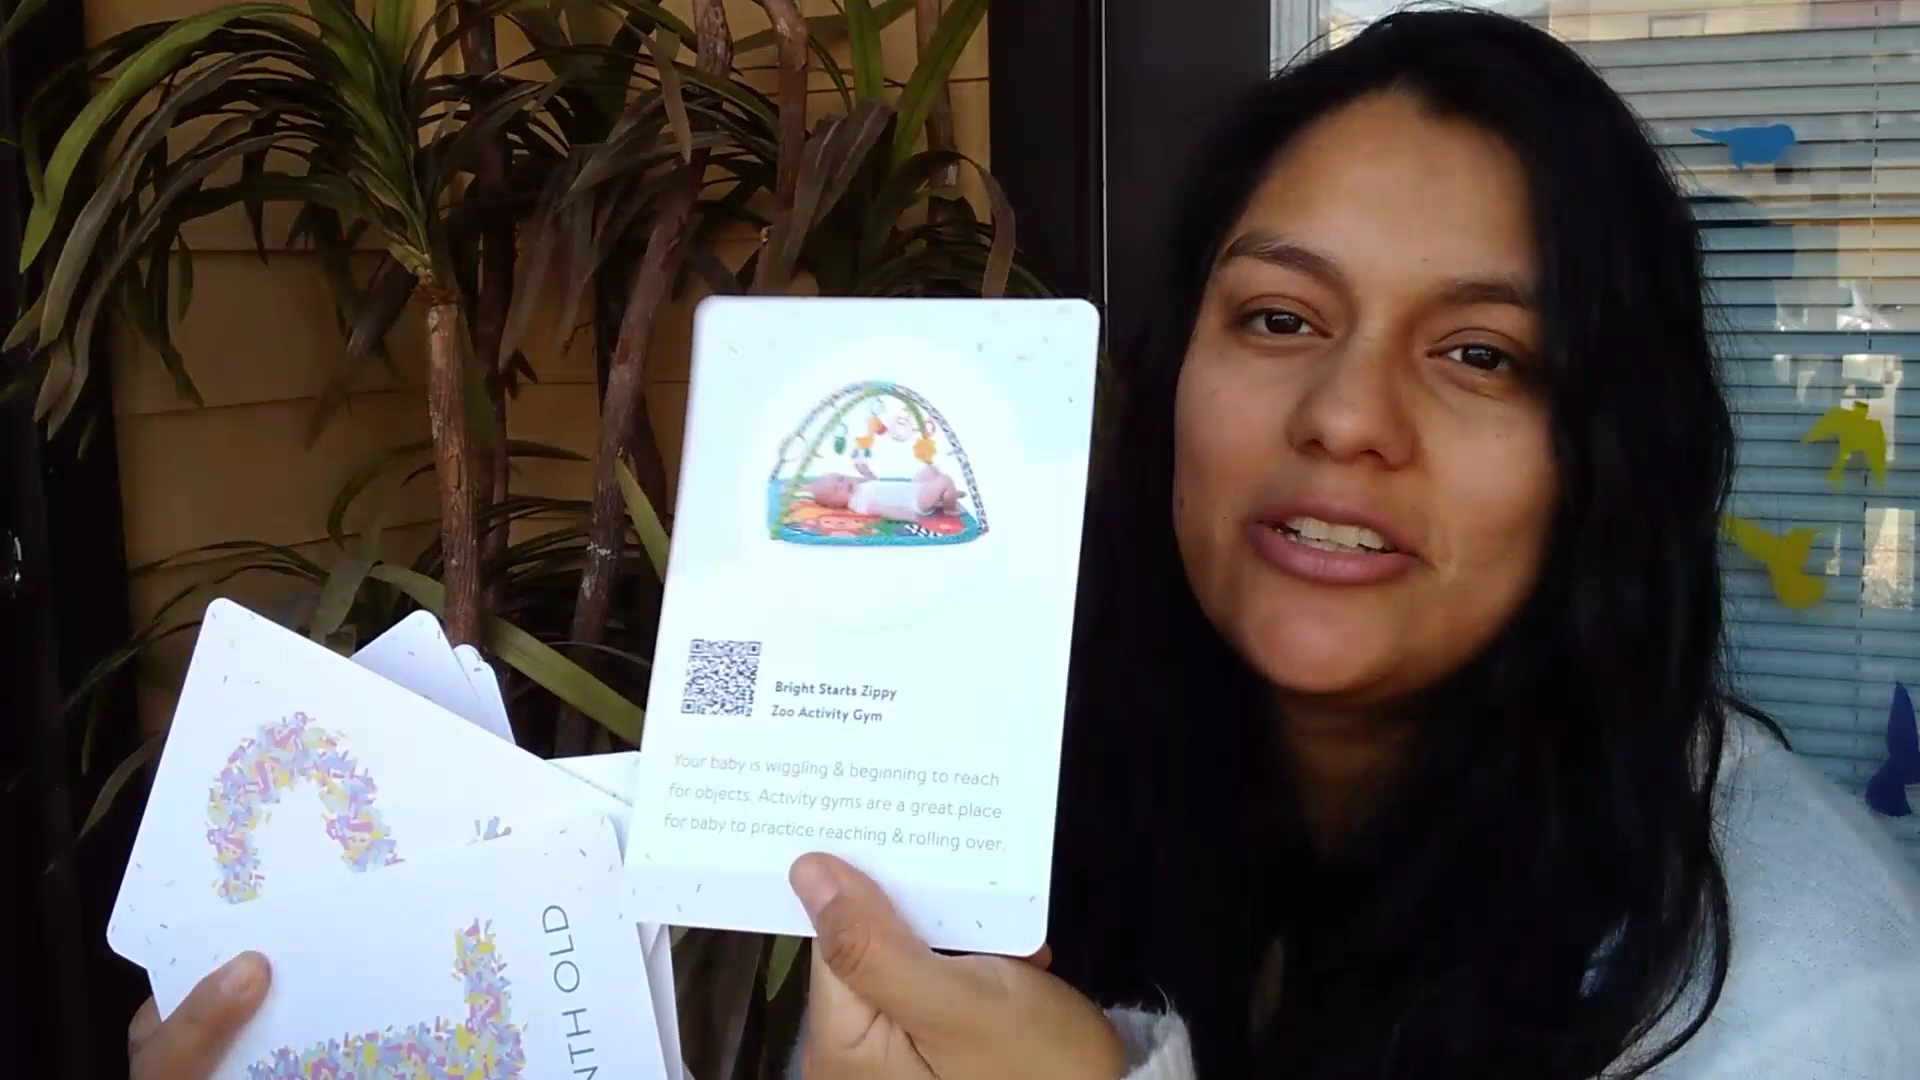 Bright Starts Zippy
Zoo Activity Gym
Your baby is wiggling & beginning to reach
for objects. Activity gyms are a great place
for baby to practice reaching & rolling over.
NTH OLD